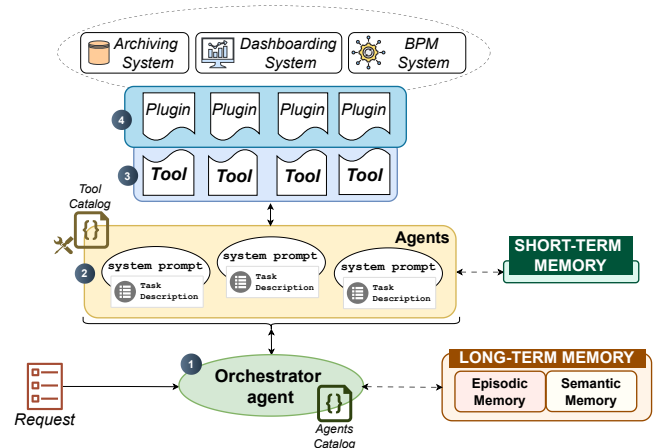 Archiving
System
Dashboarding
System
BPM
System
4
Plugin
Plugin
Plugin
Plugin
3
Tool
Tool
Tool
Tool
Tool
Catalog
{}
Agents
2
system prompt
Task
Description
system prompt
Task
Description
system prompt
Task
Description
SHORT-TERM
MEMORY
1
Orchestrator
agent
{}
Agents
Catalog
Request
LONG-TERM MEMORY
Episodic
Memory
Semantic
Memory